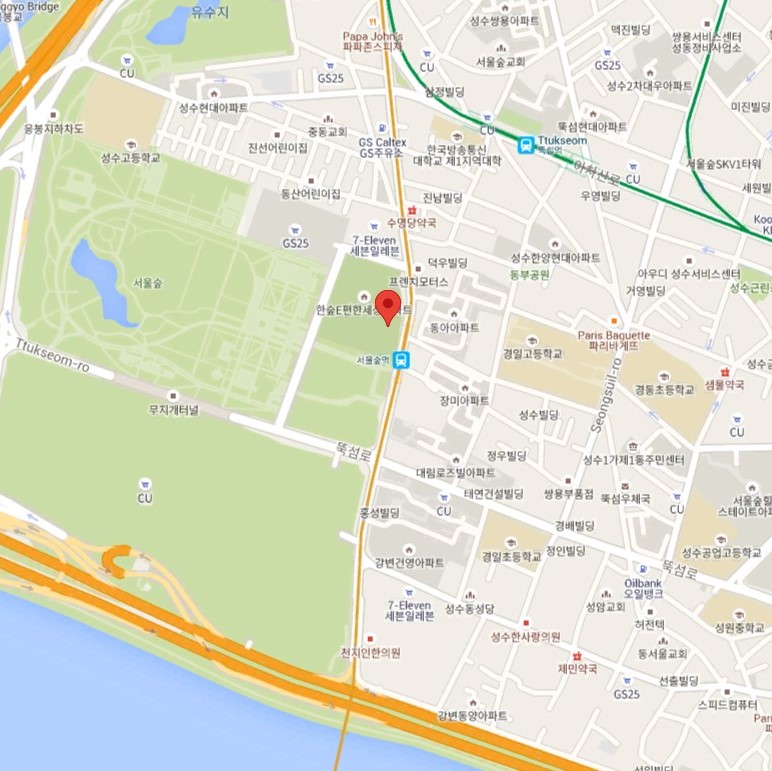 ggyo Bridge
유수지
성수쌍용아파트
맥진빌딩
쌍용서비스센터
성동정비사업소
Papa John's
파파존스피자
CU
CU
서울숲교회
GS25
GS25
성수2차대우아파트
성수현대아파트
삼정빌딩
미진빌딩
응봉지하차도
중동교회
CU
뚝섬현대아파트
성수고등학교
진선어린이집
GS Caltex
GS주유소
한국방송통신
대학교 제1지역대학
Ttukseom
뚝섬역
아차산로
CU
서울숲SKV1타워
동산어린이집
진남빌딩
우영빌딩
세원빌
수영당약국
Koo
GS25
7-Eleven
세븐일레븐
덕우빌딩
성수한양현대아파트
동부공원
아우디 성수서비스센터
서울숲
프렌치모터스
거영빌딩
성수근린
한숲E편한세상
트
동아아파트
Paris Baguette
파리바게뜨
Ttukseom-ro
서울숲역
경일고등학교
경동초등학교
샘물약국
무지개터널
장미아파트
성수빌딩
Seongsuil-ro
CU
뚝섬로
정우빌딩
성수1가제1동주민센터
대림로즈빌아파트
CU
태연건설빌딩
쌍용부품점
뚝섬우체국
CU
서울숲힐
스테이트아파
CU
홍성빌딩
경배빌딩
강변건영아파트
경일초등학교
정인빌딩
성수공업고등학교
뚝섬로
Oilbank
오일뱅크
7-Eleven
세븐일레븐
성수동성당
성암교회
허전텍
성원중학교
천지인한의원
성수한사랑의원
제민약국
동서울교회
GS25
선출빌딩
스피드컴퓨터
강변동양아파트
Pari